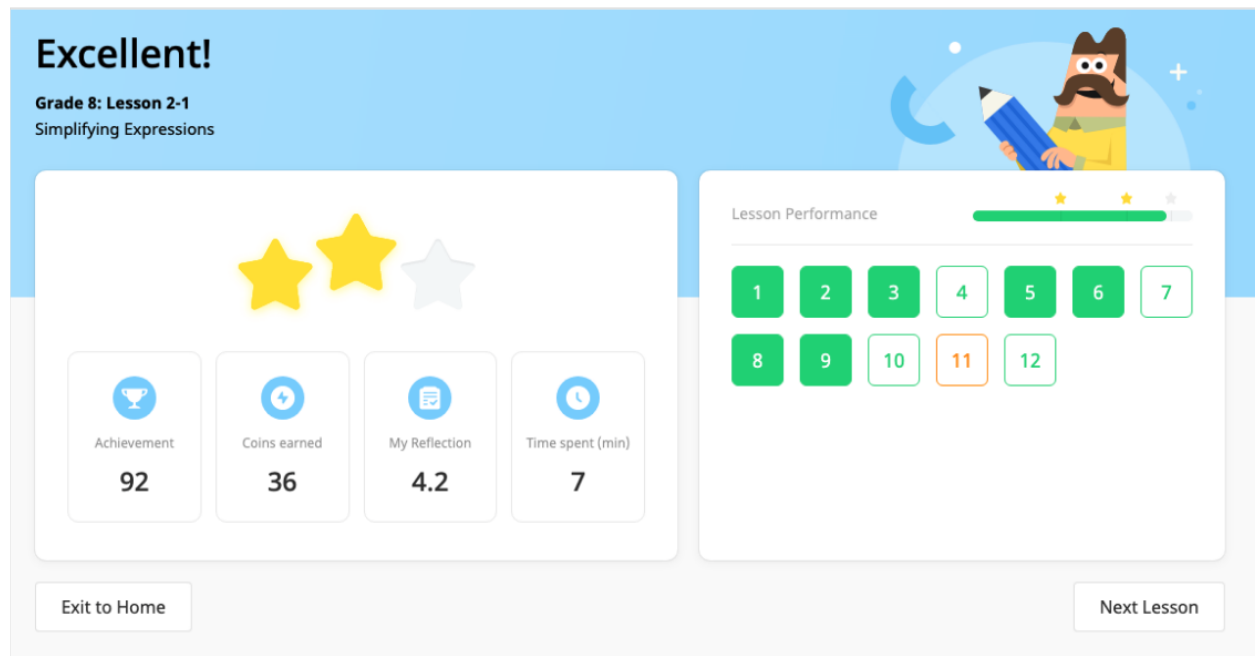 Excellent!
Grade 8: Lesson 2-1
Simplifying Expressions
Achievement
92
Coins earned
36
My Reflection
4.2
Time spent (min)
7
Lesson Performance
1 2 3 4 5 6 7
8 9 10 11 12
Exit to Home
Next Lesson